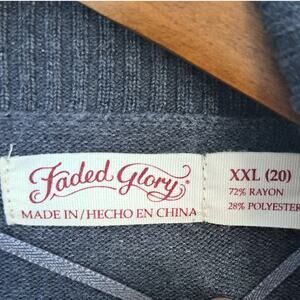 Faded Glory®
MADE IN/HECHO EN CHINA
XXL (20)
72% RAYON
28% POLYESTER